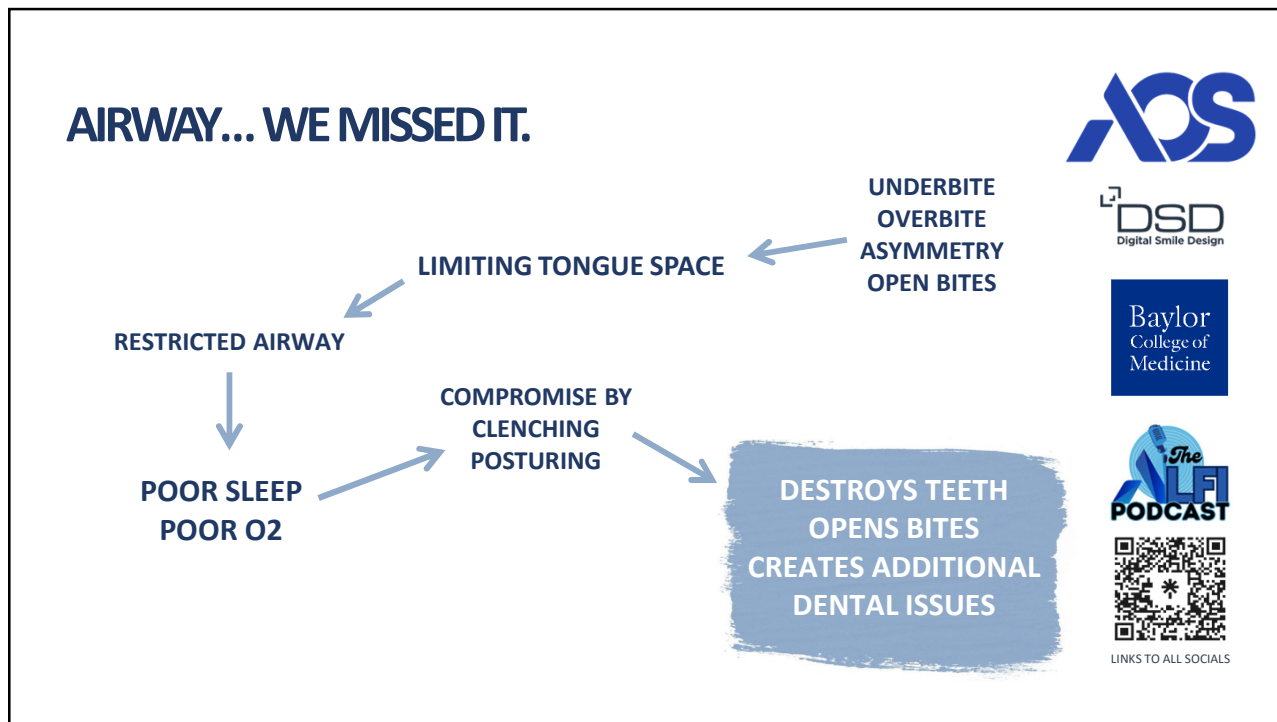 AIRWAY... WE MISSED IT.
UNDERBITE
OVERBITE
ASYMMETRY
OPEN BITES
LIMITING TONGUE SPACE
RESTRICTED AIRWAY
POOR SLEEP
POOR O2
COMPROMISE BY
CLENCHING
POSTURING
DESTROYS TEETH
OPENS BITES
CREATES ADDITIONAL
DENTAL ISSUES
AOS
DSD
Digital Smile Design
Baylor
College of
Medicine
The
ALFI
PODCAST
LINKS TO ALL SOCIALS